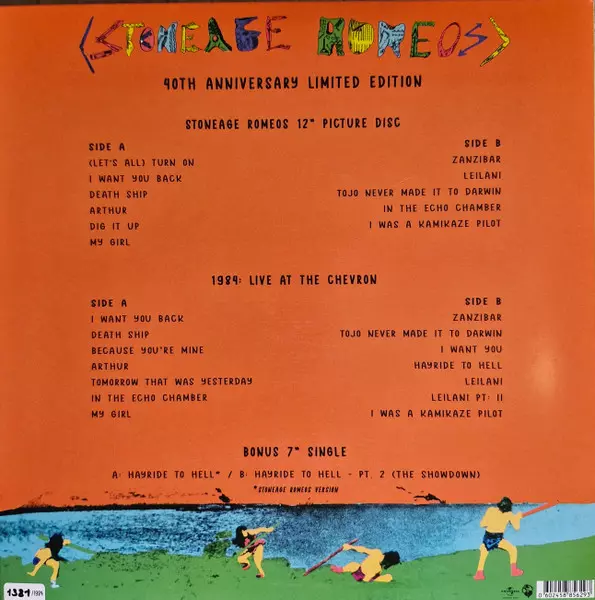 (STONEAGE ROMEOS)
40TH ANNIVERSARY LIMITED EDITION
STONEAGE ROMEOS 12" PICTURE DISC
SIDE A
(LET'S ALL) TURN ON
I WANT YOU BACK
DEATH SHIP
ARTHUR
DIG IT UP
MY GIRL
SIDE B
ZANZIBAR
LEILANI
TOJO NEVER MADE IT TO DARWIN
IN THE ECHO CHAMBER
I WAS A KAMIKAZE PILOT
1984: LIVE AT THE CHEVRON
SIDE A
I WANT YOU BACK
DEATH SHIP
BECAUSE YOU'RE MINE
ARTHUR
TOMORROW THAT WAS YESTERDAY
IN THE ECHO CHAMBER
MY GIRL
SIDE B
ZANZIBAR
TOJO NEVER MADE IT TO DARWIN
I WANT YOU
HAYRIDE TO HELL
LEILANI
LEILANI PT: II
I WAS A KAMIKAZE PILOT
BONUS 7" SINGLE
A: HAYRIDE TO HELL* / B: HAYRIDE TO HELL - PT. 2 (THE SHOWDOWN)
*STONEAGE ROMEOS VERSION
1381/1984
0 602458 856293